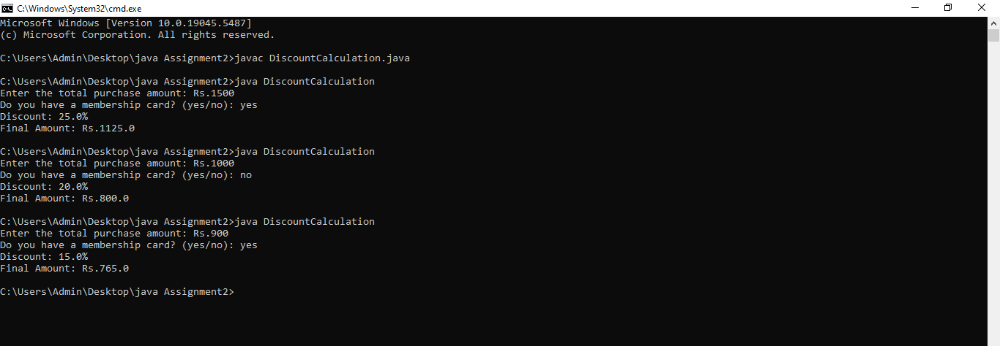 C:\Windows\System32\cmd.exe
Microsoft Windows [Version 10.0.19045.5487]
(c) Microsoft Corporation. All rights reserved.
C:\Users\Admin\Desktop\java Assignment2>javac DiscountCalculation.java
C:\Users\Admin\Desktop\java Assignment2>java DiscountCalculation
Enter the total purchase amount: Rs.1500
Do you have a membership card? (yes/no): yes
Discount: 25.0%
Final Amount: Rs.1125.0
C:\Users\Admin\Desktop\java Assignment2>java DiscountCalculation
Enter the total purchase amount: Rs.1000
Do you have a membership card? (yes/no): no
Discount: 20.0%
Final Amount: Rs.800.0
C:\Users\Admin\Desktop\java Assignment2>java DiscountCalculation
Enter the total purchase amount: Rs.900
Do you have a membership card? (yes/no): yes
Discount: 15.0%
Final Amount: Rs.765.0
C:\Users\Admin\Desktop\java Assignment2>